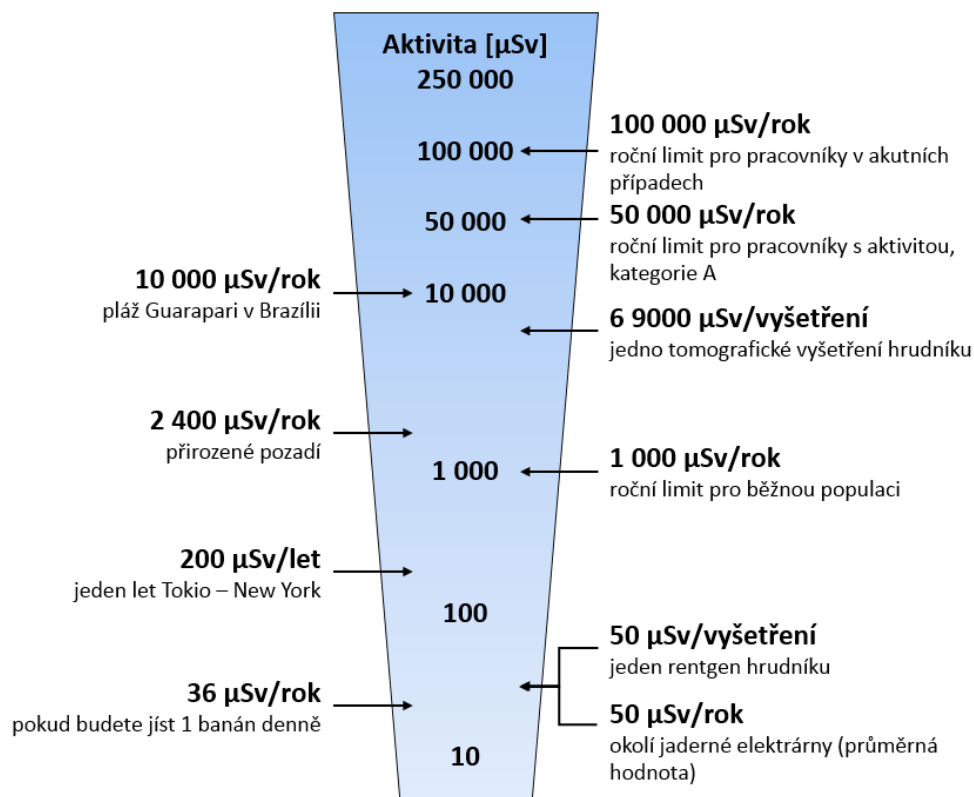 Aktivita [µSv]
250 000
100 000
50 000
10 000
1 000
100
10
10 000 µSv/rok
pláž Guarapari v Brazílii
2 400 µSv/rok
přirozené pozadí
200 µSv/let
jeden let Tokio – New York
36 µSv/rok
pokud budete jíst 1 banán denně
100 000 µSv/rok
roční limit pro pracovníky v akutních
případech
50 000 µSv/rok
roční limit pro pracovníky s aktivitou,
kategorie A
6 9000 µSv/vyšetření
jedno tomografické vyšetření hrudníku
1 000 µSv/rok
roční limit pro běžnou populaci
50 µSv/vyšetření
jeden rentgen hrudníku
50 µSv/rok
okolí jaderné elektrárny (průměrná
hodnota)